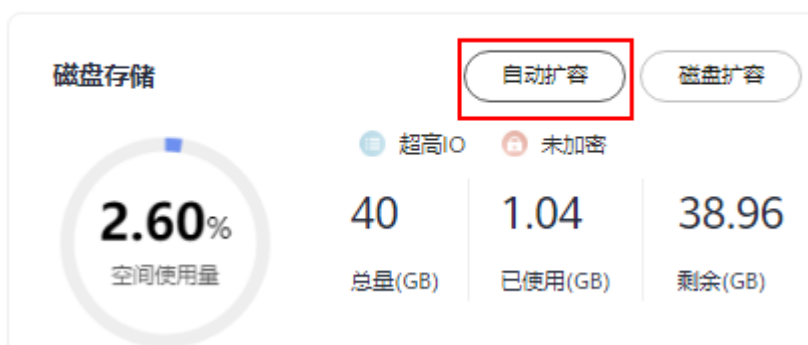 磁盘存储 自动扩容 磁盘扩容
超高IO 未加密
2.60%
空间使用量
40 1.04 38.96
总量(GB) 已使用(GB) 剩余(GB)